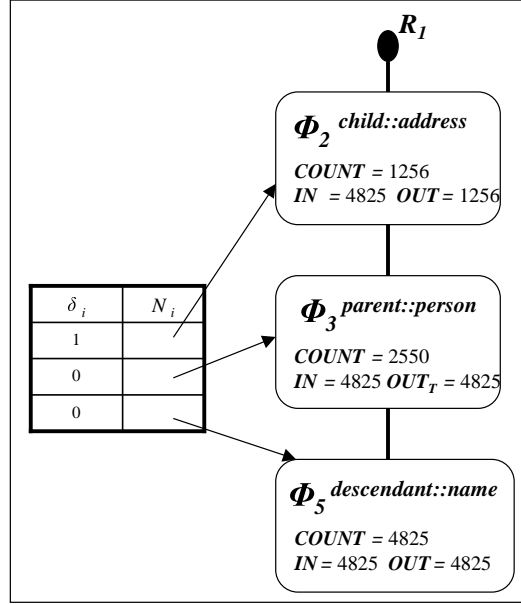 R1
Φ2 child::address
COUNT = 1256
IN = 4825 OUT = 1256
δi Ni
1
0
0
Φ3 parent::person
COUNT = 2550
IN = 4825 OUTT = 4825
Φ5 descendant::name
COUNT = 4825
IN = 4825 OUT = 4825